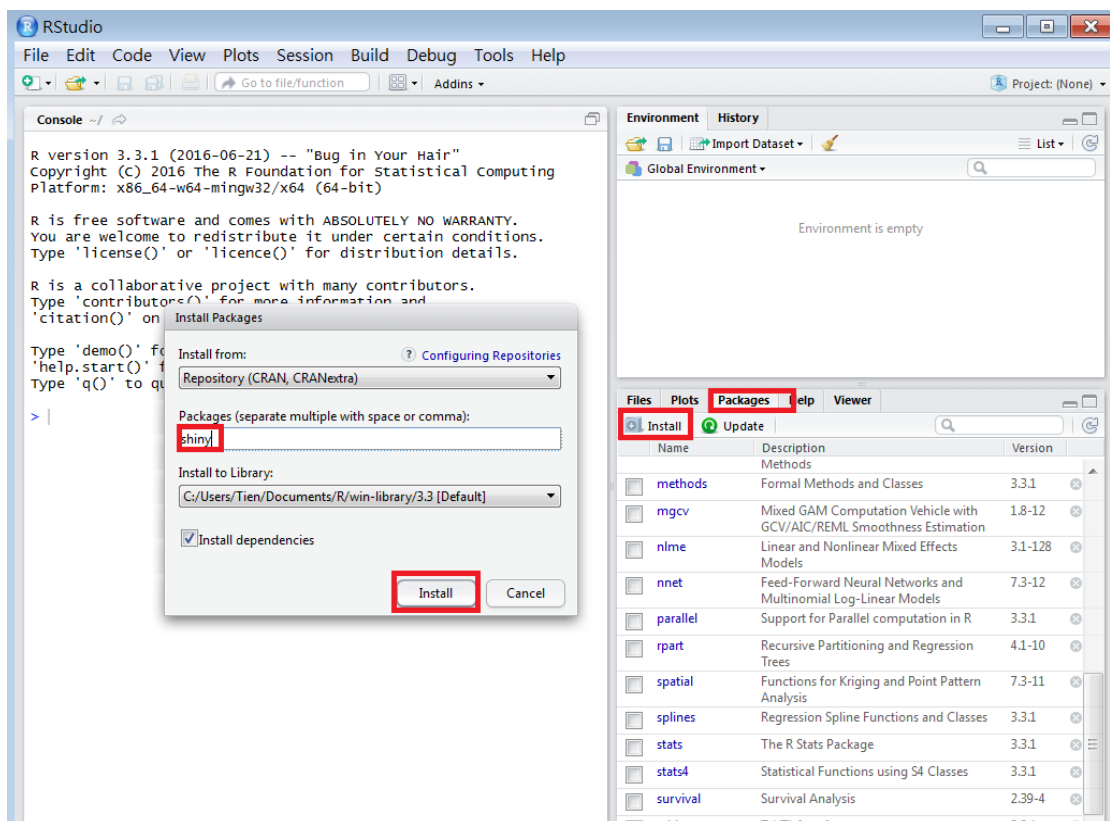 RStudio
File Edit Code View Plots Session Build Debug Tools Help
Go to file/function Addins Project: (None)
Console ~/
R version 3.3.1 (2016-06-21) -- "Bug in Your Hair"
Copyright (C) 2016 The R Foundation for Statistical Computing
Platform: x86_64-w64-mingw32/x64 (64-bit)
R is free software and comes with ABSOLUTELY NO WARRANTY.
You are welcome to redistribute it under certain conditions.
Type 'license()' or 'licence()' for distribution details.
R is a collaborative project with many contributors.
Type 'contributors()' for more information and
'citation()' on
Type 'demo()' fo
'help.start()' f
Type 'q()' to qu
>
Install Packages
Install from:
? Configuring Repositories
Repository (CRAN, CRANextra)
Packages (separate multiple with space or comma):
shiny
Install to Library:
C:/Users/Tien/Documents/R/win-library/3.3 [Default]
Install dependencies
Install Cancel
Environment History
Import Dataset List
Global Environment
Environment is empty
Files Plots Packages Help Viewer
Install Update
Name Description Version
Methods
methods Formal Methods and Classes 3.3.1
mgcv Mixed GAM Computation Vehicle with 1.8-12
GCV/AIC/REML Smoothness Estimation
nlme Linear and Nonlinear Mixed Effects 3.1-128
Models
nnet Feed-Forward Neural Networks and 7.3-12
Multinomial Log-Linear Models
parallel Support for Parallel computation in R 3.3.1
rpart Recursive Partitioning and Regression 4.1-10
Trees
spatial Functions for Kriging and Point Pattern 7.3-11
Analysis
splines Regression Spline Functions and Classes 3.3.1
stats The R Stats Package 3.3.1
stats4 Statistical Functions using S4 Classes 3.3.1
survival Survival Analysis 2.39-4